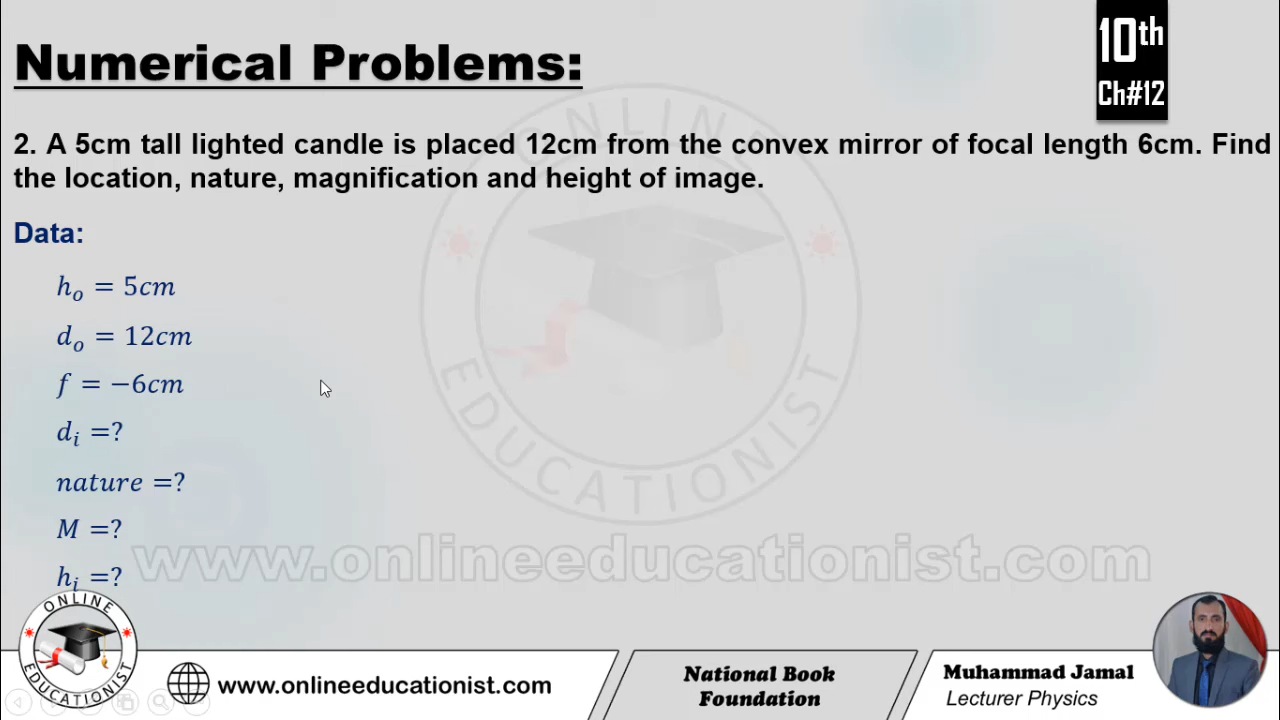 Numerical Problems:
10th
Ch#12
2. A 5cm tall lighted candle is placed 12cm from the convex mirror of focal length 6cm. Find
the location, nature, magnification and height of image.
Data:
hₒ = 5cm
dₒ = 12cm
f = −6cm
dᵢ =?
nature =?
M =?
hᵢ =?
ONLINE
EDUCATIONIST
www.onlineeducationist.com
ONLINE
EDUCATIONIST
www.onlineeducationist.com
National Book
Foundation
Muhammad Jamal
Lecturer Physics